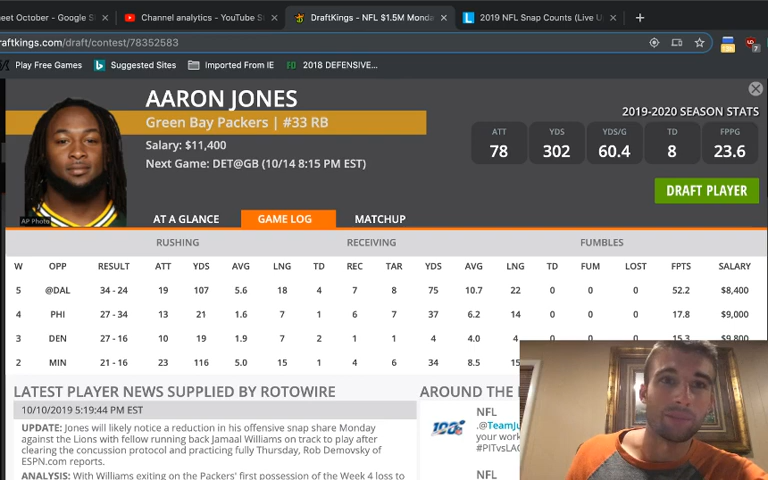 eet October - Google S
Channel analytics - YouTube S
DraftKings - NFL $1.5M Monda
2019 NFL Snap Counts (Live U
raftkings.com/draft/contest/78352583
Play Free Games
Suggested Sites
Imported From IE
2018 DEFENSIVE...
AARON JONES
Green Bay Packers | #33 RB
Salary: $11,400
Next Game: DET@GB (10/14 8:15 PM EST)
AP Photo
2019-2020 SEASON STATS
ATT YDS YDS/G TD FPPG
78 302 60.4 8 23.6
DRAFT PLAYER
AT A GLANCE GAME LOG MATCHUP
RUSHING RECEIVING FUMBLES
W OPP RESULT ATT YDS AVG LNG TD REC TAR YDS AVG LNG TD FUM LOST FPTS SALARY
5 @DAL 34 - 24 19 107 5.6 18 4 7 8 75 10.7 22 0 0 0 52.2 $8,400
4 PHI 27 - 34 13 21 1.6 7 1 6 7 37 6.2 14 0 0 0 17.8 $9,000
3 DEN 27 - 16 10 19 1.9 7 2 1 1 4 4.0 4 0 0 0 15.3 $9,800
2 MIN 21 - 16 23 116 5.0 15 1 4 6 34 8.5 15
LATEST PLAYER NEWS SUPPLIED BY ROTOWIRE
10/10/2019 5:19:44 PM EST
UPDATE: Jones will likely notice a reduction in his offensive snap share Monday
against the Lions with fellow running back Jamaal Williams on track to play after
clearing the concussion protocol and practicing fully Thursday, Rob Demovsky of
ESPN.com reports.
ANALYSIS: With Williams exiting on the Packers' first possession of the Week 4 loss to
AROUND THE
NFL
.@TeamJu
your work
#PITvsLAC
NFL